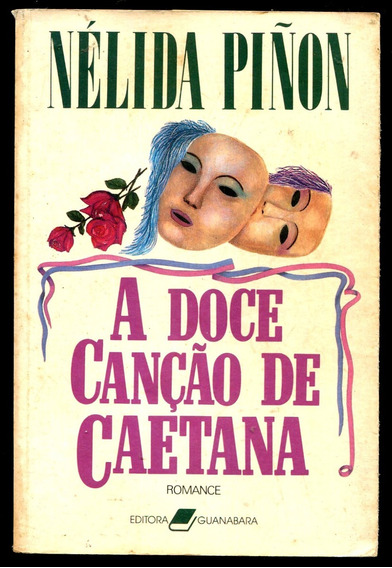 NÉLIDA PIÑON
A DOCE
CANÇÃO DE
CAETANA
ROMANCE
EDITORA GUANABARA